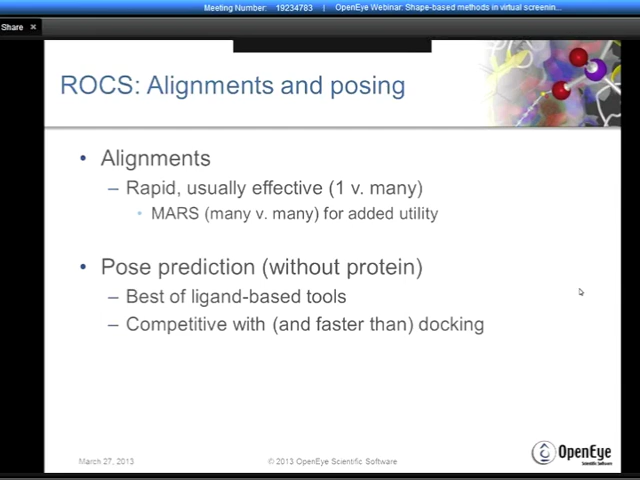 Meeting Number: 19234783 | OpenEye Webinar: Shape-based methods in virtual screenin...
Share ×
ROCS: Alignments and posing
• Alignments
– Rapid, usually effective (1 v. many)
• MARS (many v. many) for added utility
• Pose prediction (without protein)
– Best of ligand-based tools
– Competitive with (and faster than) docking
March 27, 2013 © 2013 OpenEye Scientific Software
OpenEye
Scientific Software